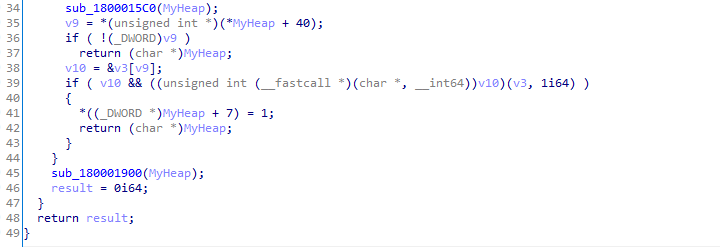 34 sub_1800015C0(MyHeap);
35 v9 = *(unsigned int *)(*MyHeap + 40);
36 if ( !(_DWORD)v9 )
37 return (char *)MyHeap;
38 v10 = &v3[v9];
39 if ( v10 && ((unsigned int (__fastcall *)(char *, __int64))v10)(v3, 1i64) )
40 {
41 *((_DWORD *)MyHeap + 7) = 1;
42 return (char *)MyHeap;
43 }
44 }
45 sub_180001900(MyHeap);
46 result = 0i64;
47 }
48 return result;
49 }